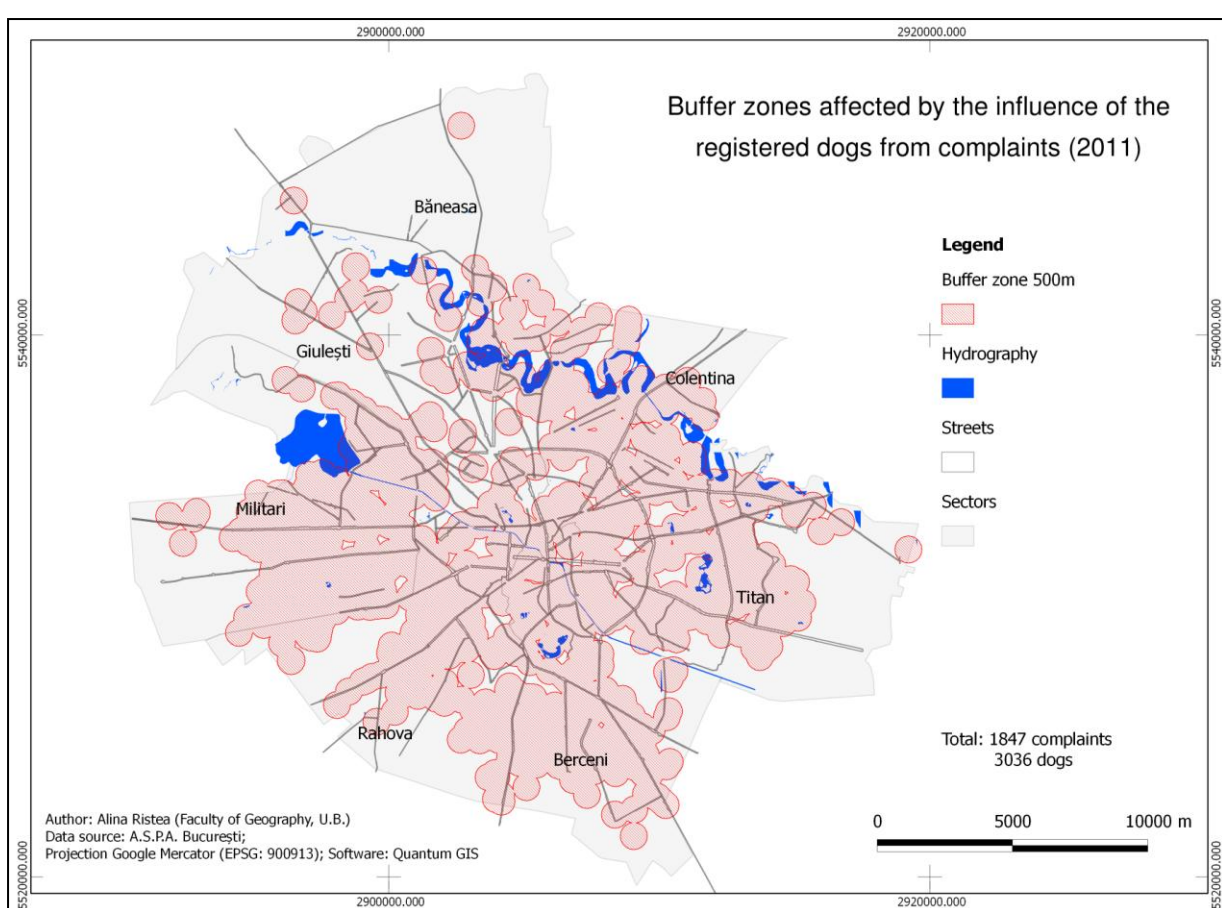 2900000.000
2920000.000
Buffer zones affected by the influence of the
registered dogs from complaints (2011)
Băneasa
Legend
Buffer zone 500m
5540000.000
5540000.000
Giulești
Hydrography
Colentina
Streets
Militari
Sectors
Titan
Rahova
Berceni
Total: 1847 complaints
3036 dogs
Author: Alina Ristea (Faculty of Geography, U.B.)
Data source: A.S.P.A. București;
Projection Google Mercator (EPSG: 900913); Software: Quantum GIS
0 5000 10000 m
5520000.000
5520000.000
2900000.000
2920000.000